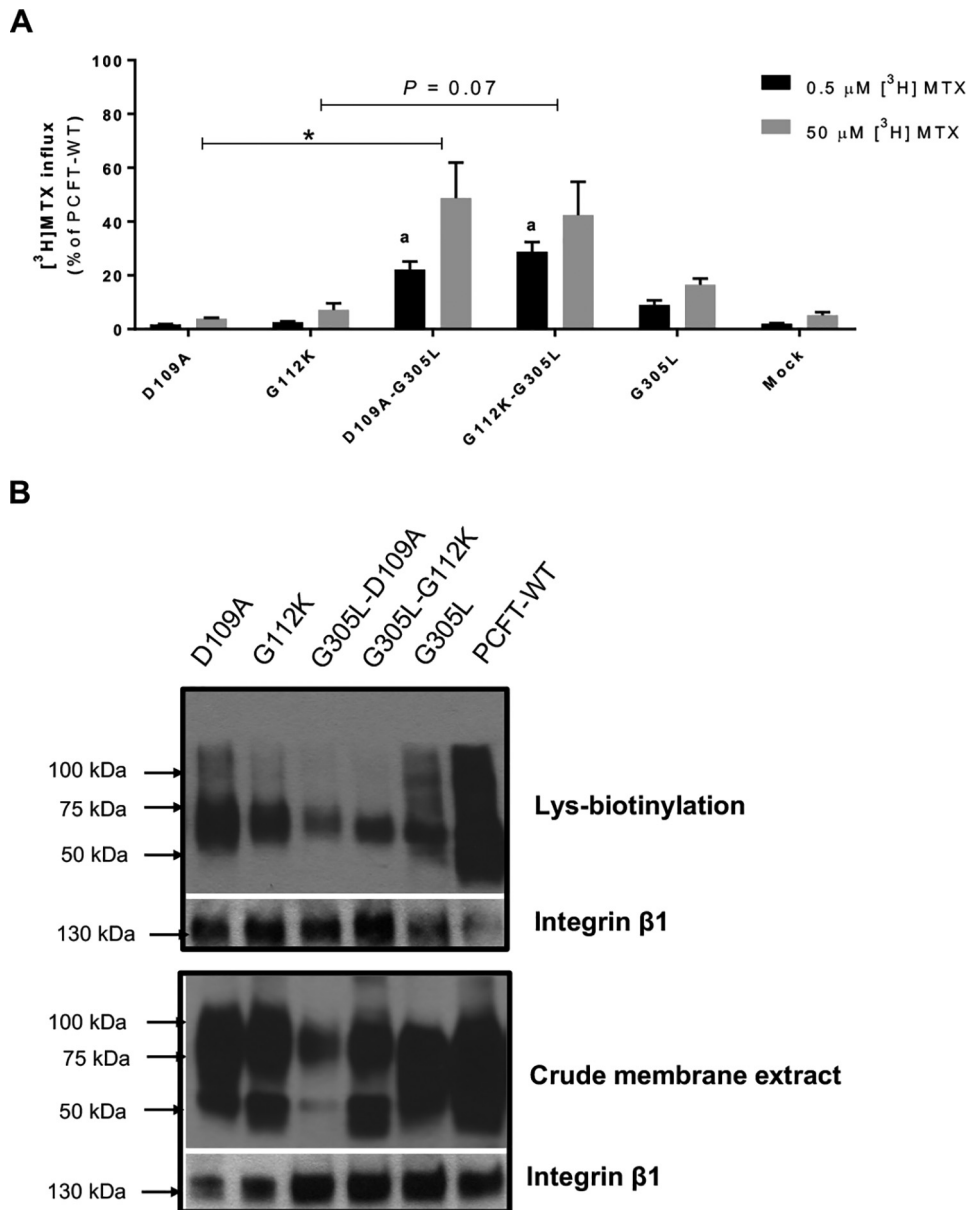 A
[³H]MTX influx
(% of PCFT-WT)
100
80
60
40
20
0
P = 0.07
*
a
a
0.5 µM [³H] MTX
50 µM [³H] MTX
D109A
G112K
D109A-G305L
G112K-G305L
G305L
Mock
B
D109A
G112K
G305L-D109A
G305L-G112K
G305L
PCFT-WT
100 kDa
75 kDa
50 kDa
Lys-biotinylation
130 kDa
Integrin β1
100 kDa
75 kDa
50 kDa
Crude membrane extract
130 kDa
Integrin β1